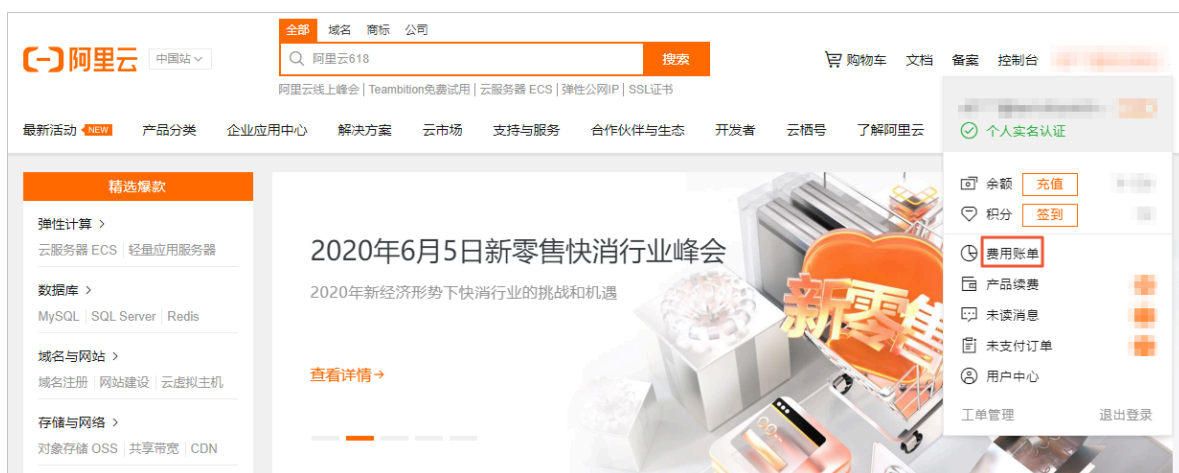 全部 域名 商标 公司
阿里云 中国站
阿里云618 搜索
购物车 文档 备案 控制台
阿里云线上峰会 | Teambition免费试用 | 云服务器 ECS | 弹性公网IP | SSL证书
最新活动 NEW 产品分类 企业应用中心 解决方案 云市场 支持与服务 合作伙伴与生态 开发者 云栖号 了解阿里云
个人实名认证
余额 充值
积分 签到
费用账单
产品续费
未读消息
未支付订单
用户中心
工单管理 退出登录
精选爆款
弹性计算 >
云服务器 ECS | 轻量应用服务器
数据库 >
MySQL | SQL Server | Redis
域名与网站 >
域名注册 | 网站建设 | 云虚拟主机
存储与网络 >
对象存储 OSS | 共享带宽 | CDN
2020年6月5日新零售快消行业峰会
2020年新经济形势下快消行业的挑战和机遇
查看详情→
新零售